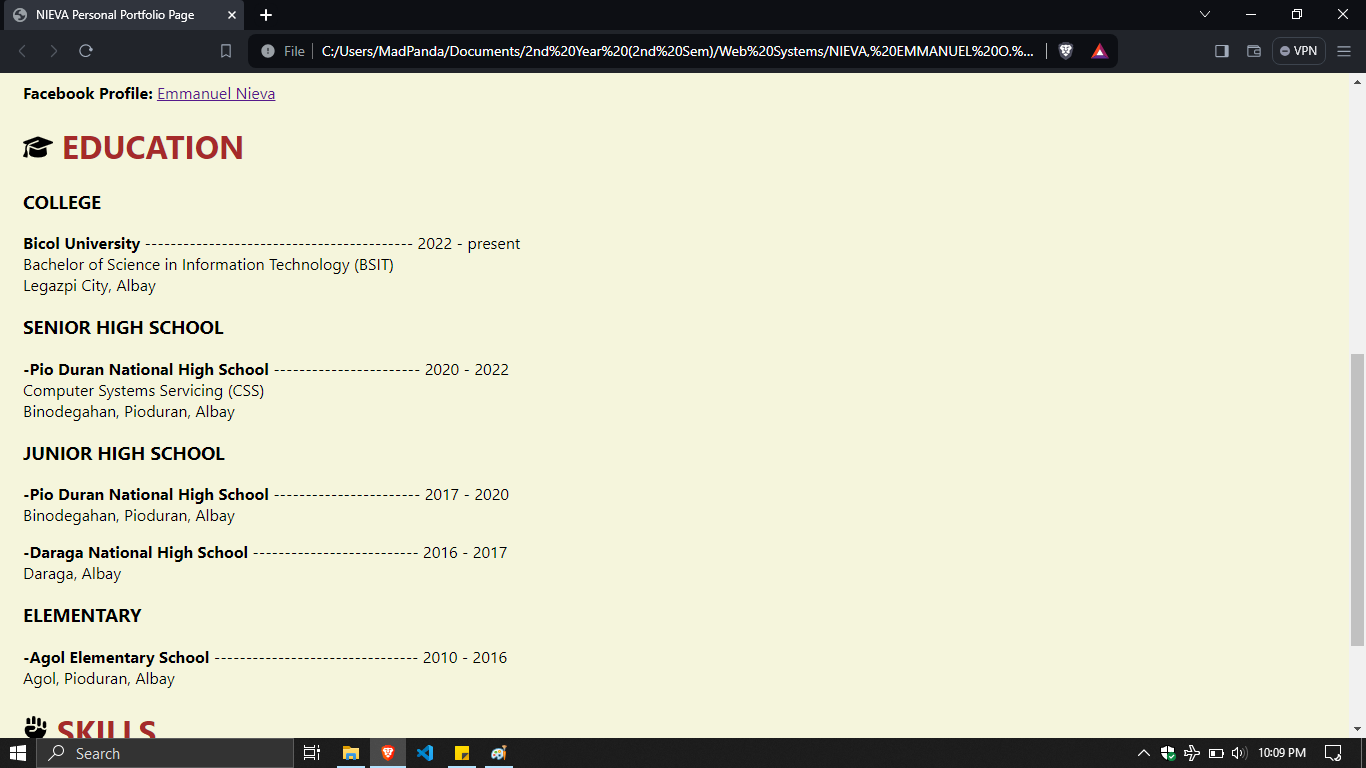 NIEVA Personal Portfolio Page
File
C:/Users/MadPanda/Documents/2nd%20Year%20(2nd%20Sem)/Web%20Systems/NIEVA,%20EMMANUEL%20O.%...
VPN
Facebook Profile: Emmanuel Nieva
EDUCATION
COLLEGE
Bicol University ------------------------------------------ 2022 - present
Bachelor of Science in Information Technology (BSIT)
Legazpi City, Albay
SENIOR HIGH SCHOOL
-Pio Duran National High School ----------------------- 2020 - 2022
Computer Systems Servicing (CSS)
Binodegahan, Pioduran, Albay
JUNIOR HIGH SCHOOL
-Pio Duran National High School ----------------------- 2017 - 2020
Binodegahan, Pioduran, Albay
-Daraga National High School -------------------------- 2016 - 2017
Daraga, Albay
ELEMENTARY
-Agol Elementary School -------------------------------- 2010 - 2016
Agol, Pioduran, Albay
SKILLS
Search
10:09 PM